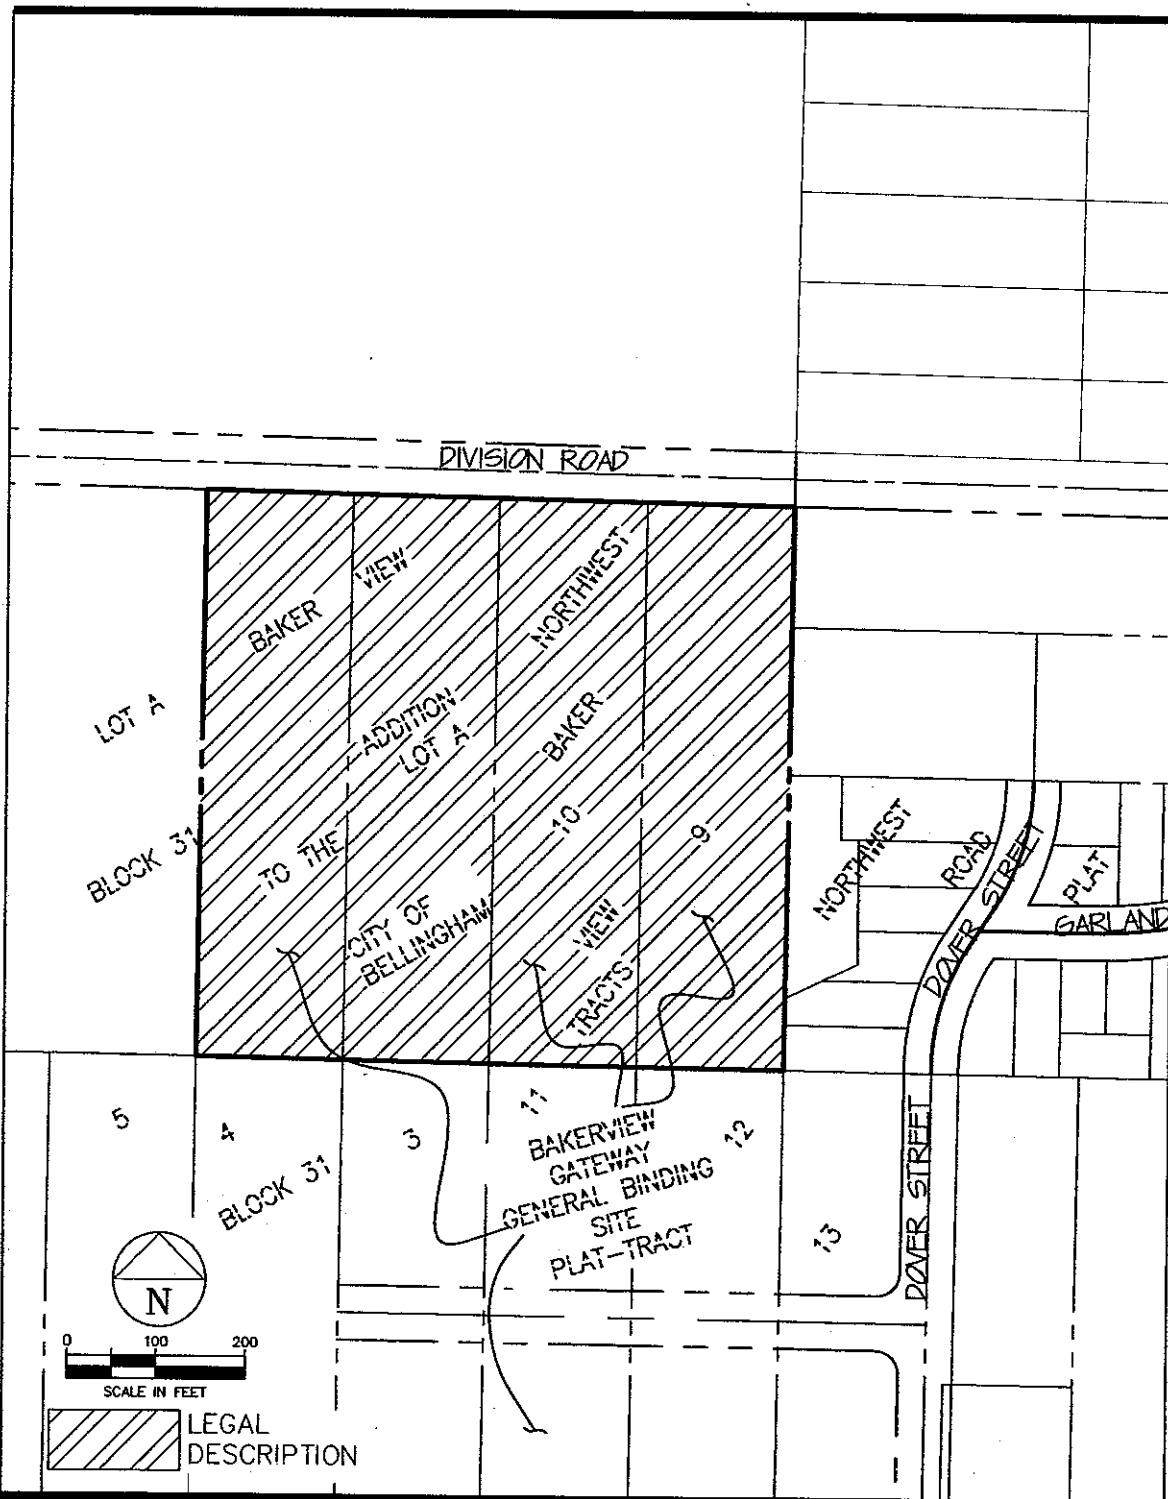 DIVISION ROAD
BAKER
VIEW
ADDITION
LOT A
TO THE
CITY OF
BELLINGHAM
NORTHWEST
BAKER
VIEW
TRACTS
10
9
LOT A
BLOCK 31
NORTHWEST
ROAD
PLAT
DOVER STREET
GARLAND
5
4
3
11
12
13
BLOCK 31
BAKERVIEW
GATEWAY
GENERAL BINDING
SITE
PLAT-TRACT
DOVER STREET
N
0 100 200
SCALE IN FEET
LEGAL
DESCRIPTION